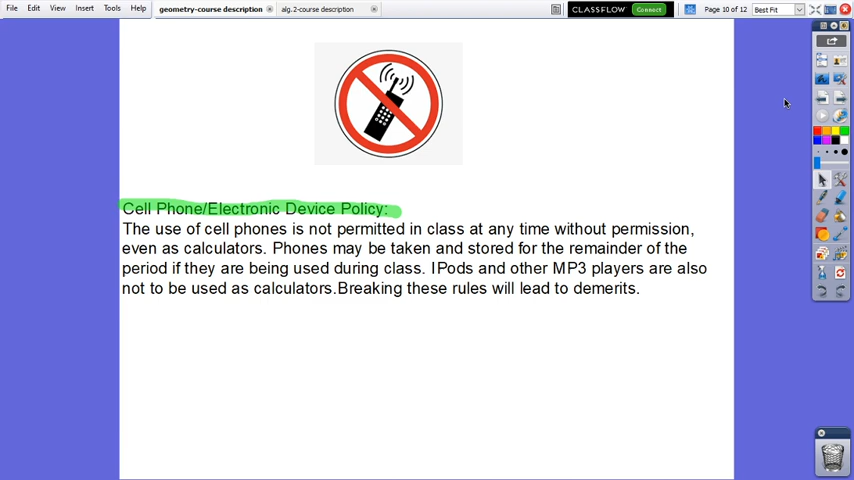 File Edit View Insert Tools Help geometry-course description alg.2-course description CLASSFLOW Connect Page 10 of 12 Best Fit
Cell Phone/Electronic Device Policy:
The use of cell phones is not permitted in class at any time without permission,
even as calculators. Phones may be taken and stored for the remainder of the
period if they are being used during class. IPods and other MP3 players are also
not to be used as calculators.Breaking these rules will lead to demerits.